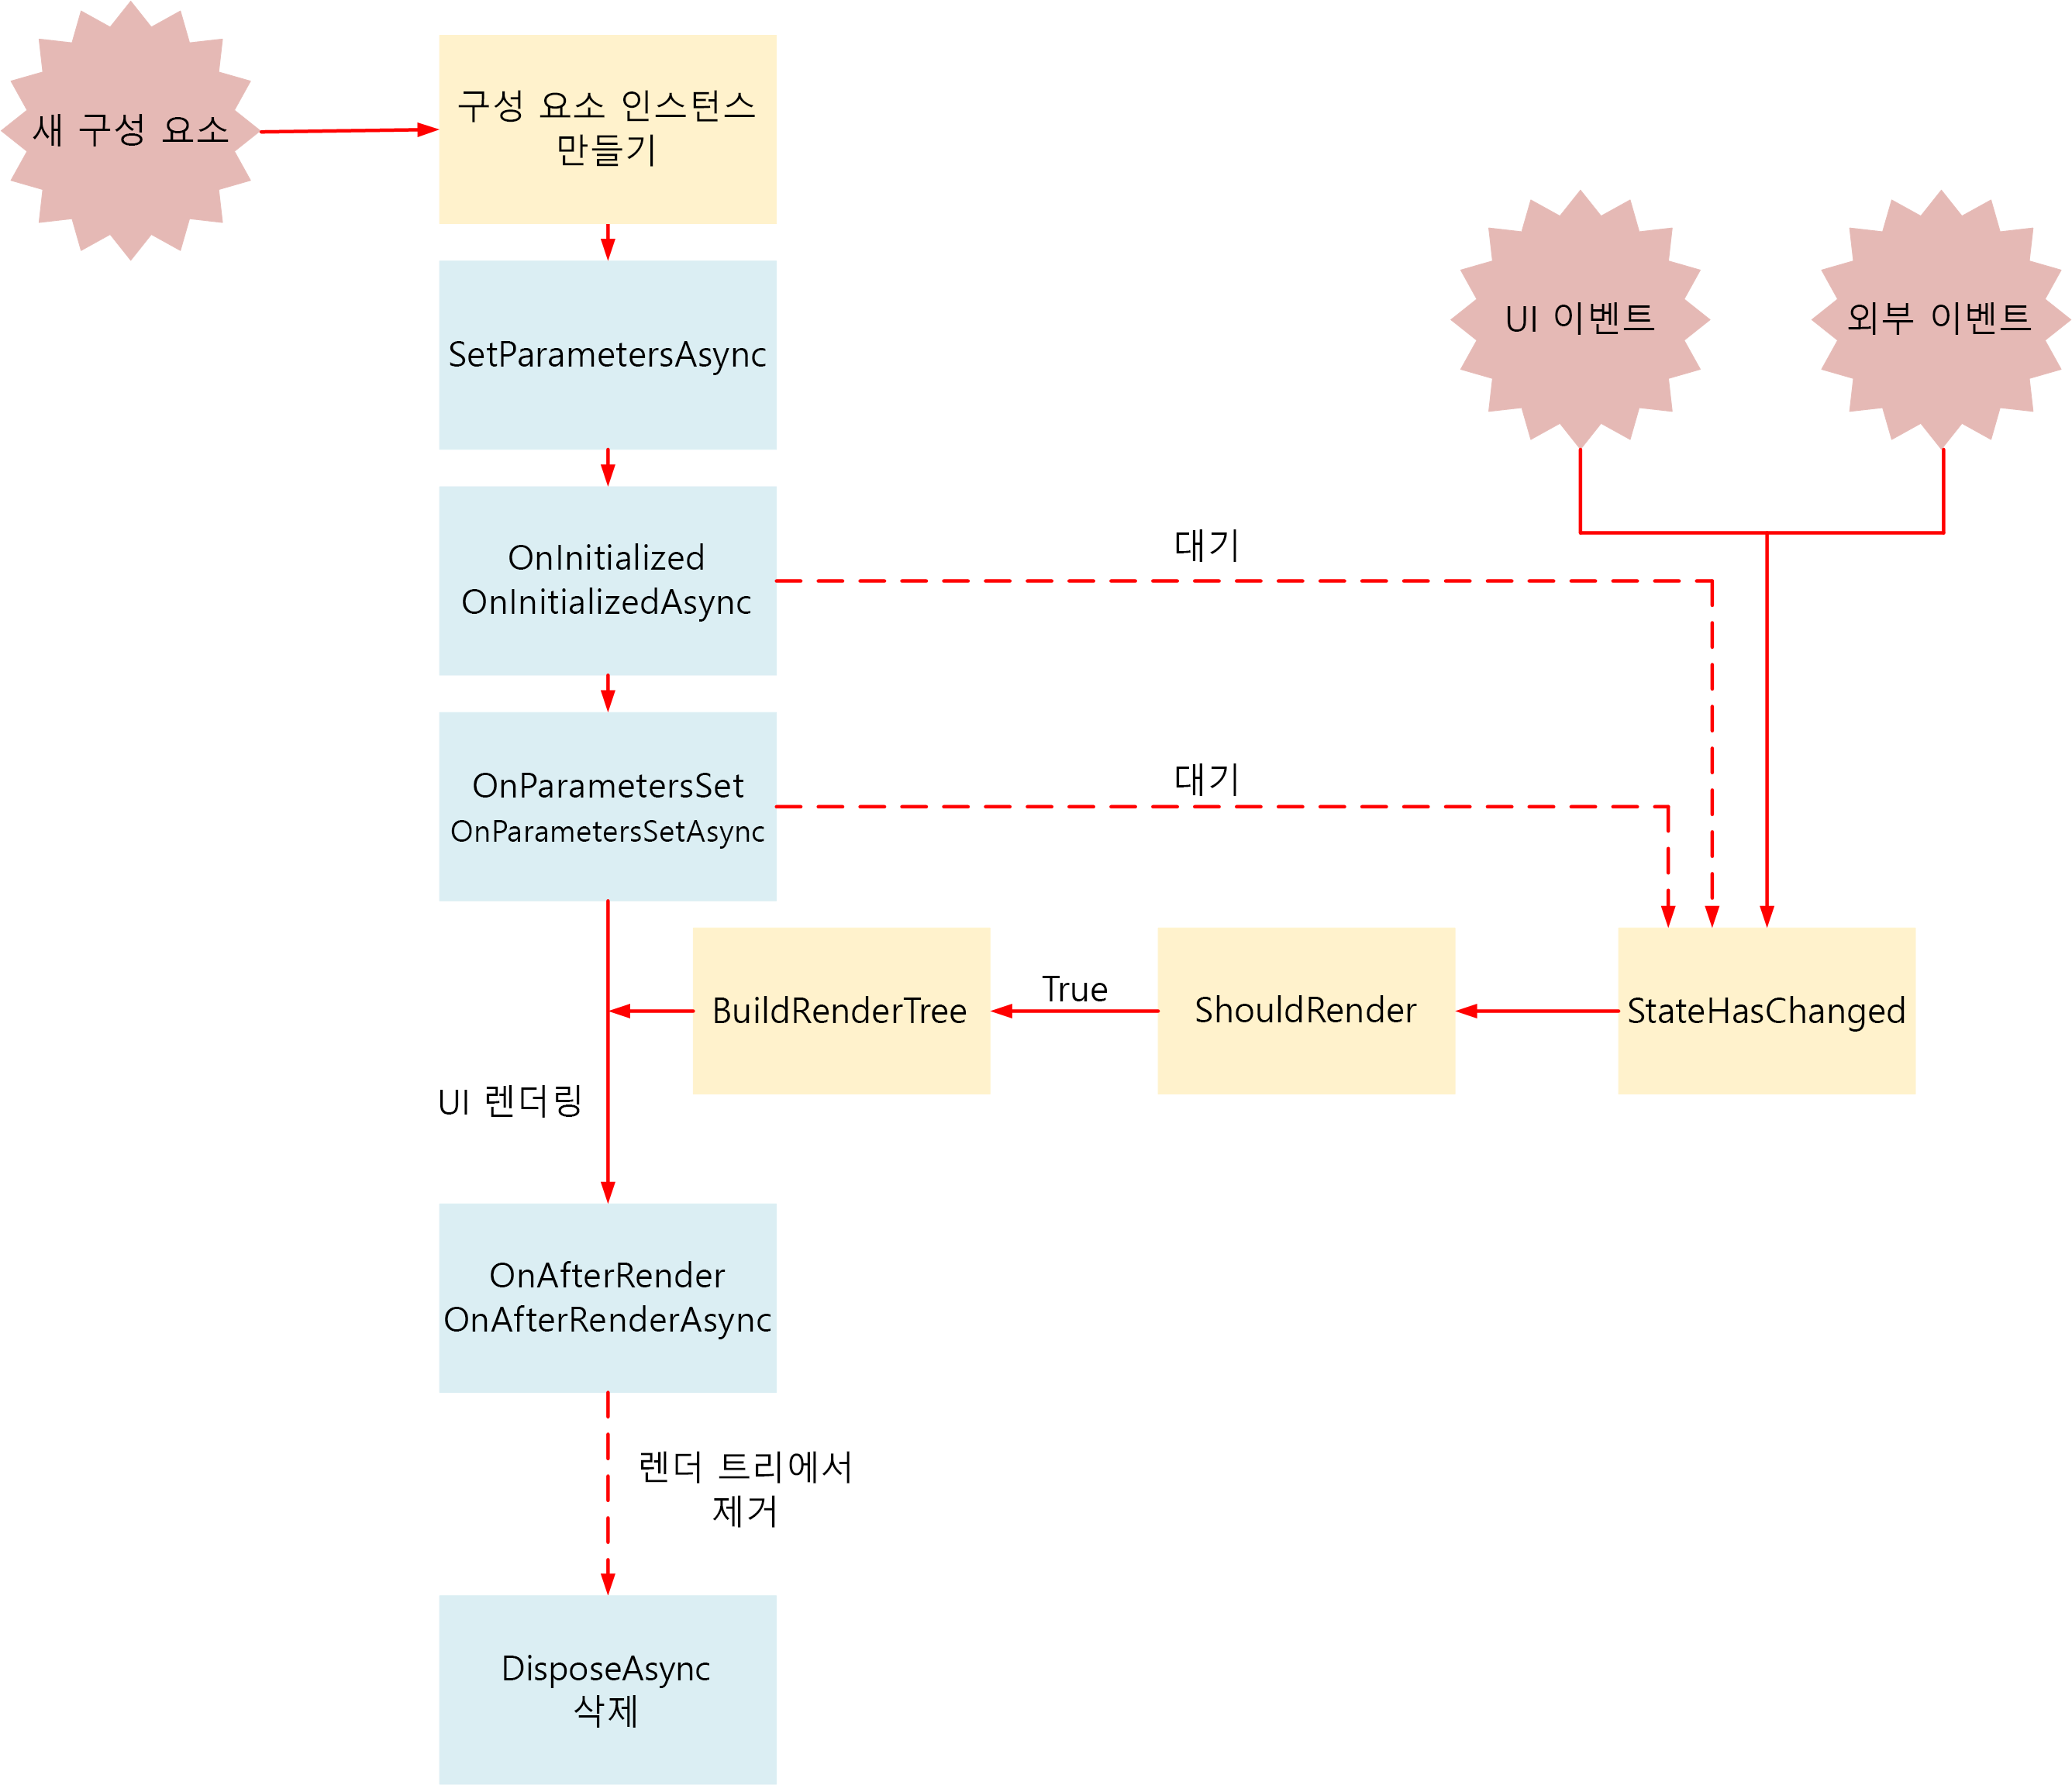 새 구성 요소
구성 요소 인스턴스
만들기
SetParametersAsync
UI 이벤트
외부 이벤트
OnInitialized
OnInitializedAsync
대기
OnParametersSet
OnParametersSetAsync
대기
BuildRenderTree
True
ShouldRender
StateHasChanged
UI 렌더링
OnAfterRender
OnAfterRenderAsync
렌더 트리에서
제거
DisposeAsync
삭제